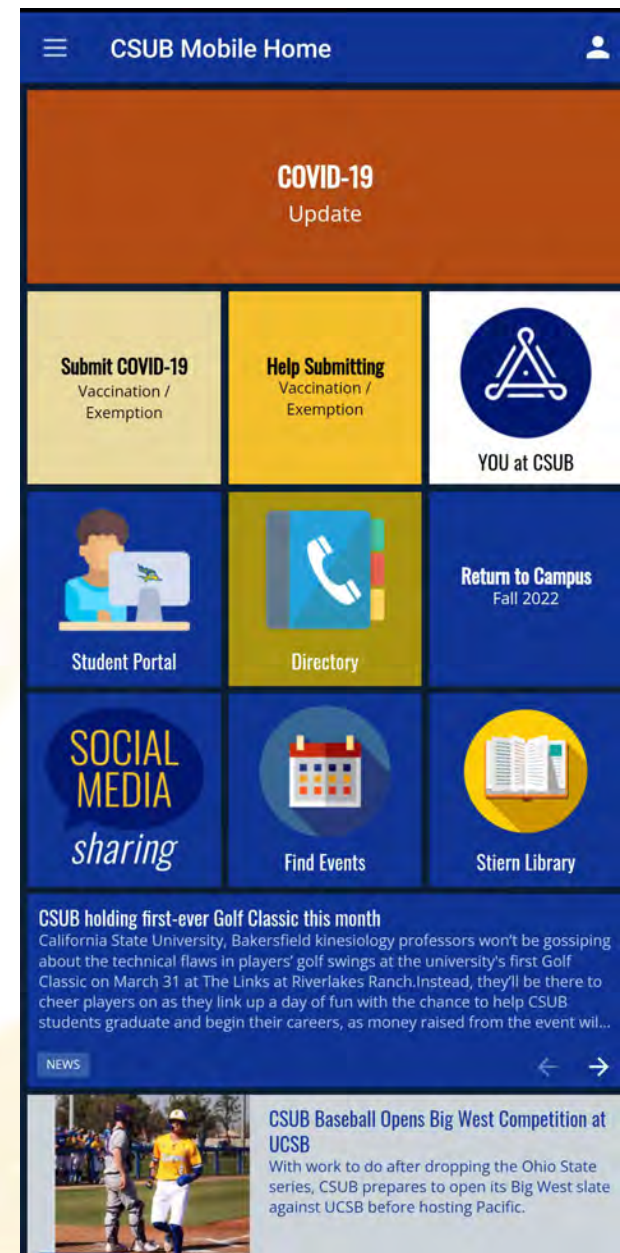 CSUB Mobile Home
COVID-19
Update
Submit COVID-19
Vaccination /
Exemption
Help Submitting
Vaccination /
Exemption
YOU at CSUB
Student Portal
Directory
Return to Campus
Fall 2022
SOCIAL
MEDIA
sharing
Find Events
Stiern Library
CSUB holding first-ever Golf Classic this month
California State University, Bakersfield kinesiology professors won't be gossiping
about the technical flaws in players' golf swings at the university's first Golf
Classic on March 31 at The Links at Riverlakes Ranch.Instead, they'll be there to
cheer players on as they link up a day of fun with the chance to help CSUB
students graduate and begin their careers, as money raised from the event wil...
NEWS
CSUB Baseball Opens Big West Competition at
UCSB
With work to do after dropping the Ohio State
series, CSUB prepares to open its Big West slate
against UCSB before hosting Pacific.